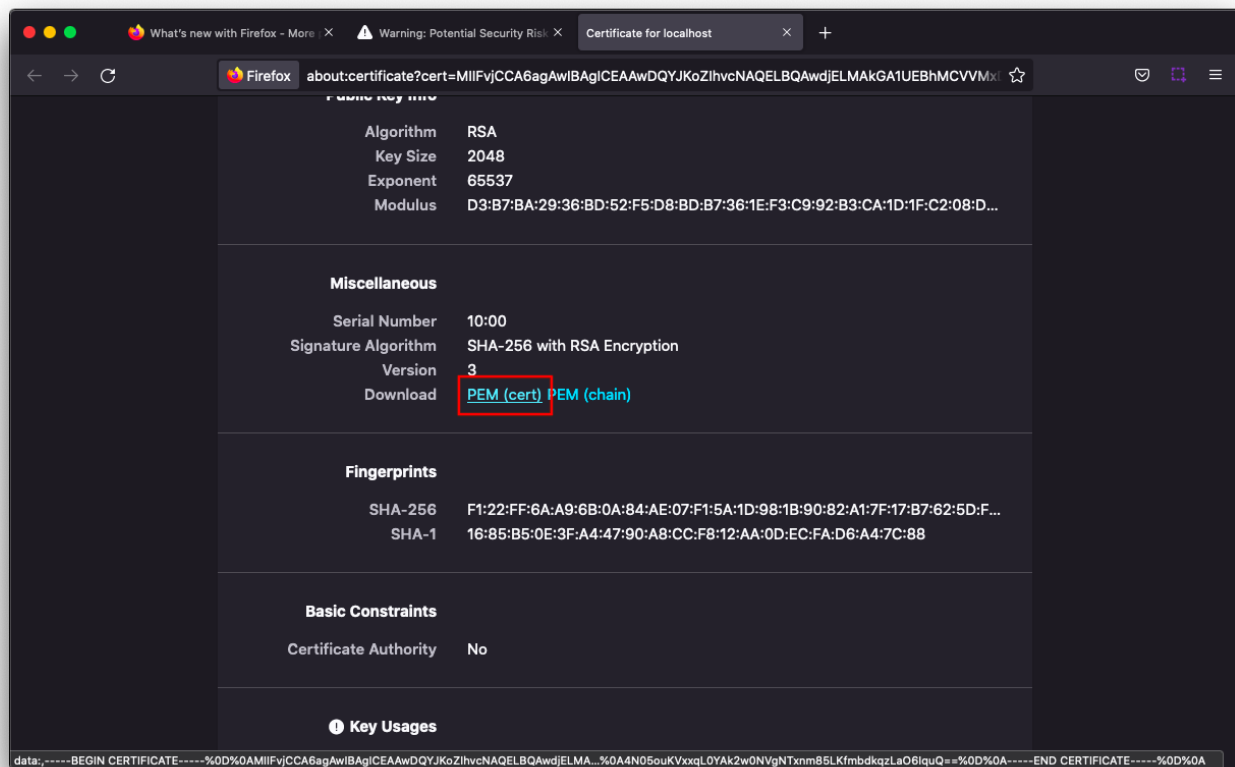 What's new with Firefox - More
Warning: Potential Security Risk
Certificate for localhost
Firefox about:certificate?cert=MIIFvjCCA6agAwIBAgICEAAwDQYJKoZIhvcNAQELBQAwdjELMAkGA1UEBhMCVVMx
Public Key Info
Algorithm RSA
Key Size 2048
Exponent 65537
Modulus D3:B7:BA:29:36:BD:52:F5:D8:BD:B7:36:1E:F3:C9:92:B3:CA:1D:1F:C2:08:D...
Miscellaneous
Serial Number 10:00
Signature Algorithm SHA-256 with RSA Encryption
Version 3
Download PEM (cert) PEM (chain)
Fingerprints
SHA-256 F1:22:FF:6A:A9:6B:0A:84:AE:07:F1:5A:1D:98:1B:90:82:A1:7F:17:B7:62:5D:F...
SHA-1 16:85:B5:0E:3F:A4:47:90:A8:CC:F8:12:AA:0D:EC:FA:D6:A4:7C:88
Basic Constraints
Certificate Authority No
Key Usages
data:,-----BEGIN CERTIFICATE-----%0D%0AMIIFvjCCA6agAwIBAgICEAAwDQYJKoZIhvcNAQELBQAwdjELMA...%0A4N05ouKVxxqL0YAk2w0NVgNTxnm85LKfmbdkqzLaO6IquQ==%0D%0A-----END CERTIFICATE-----%0D%0A